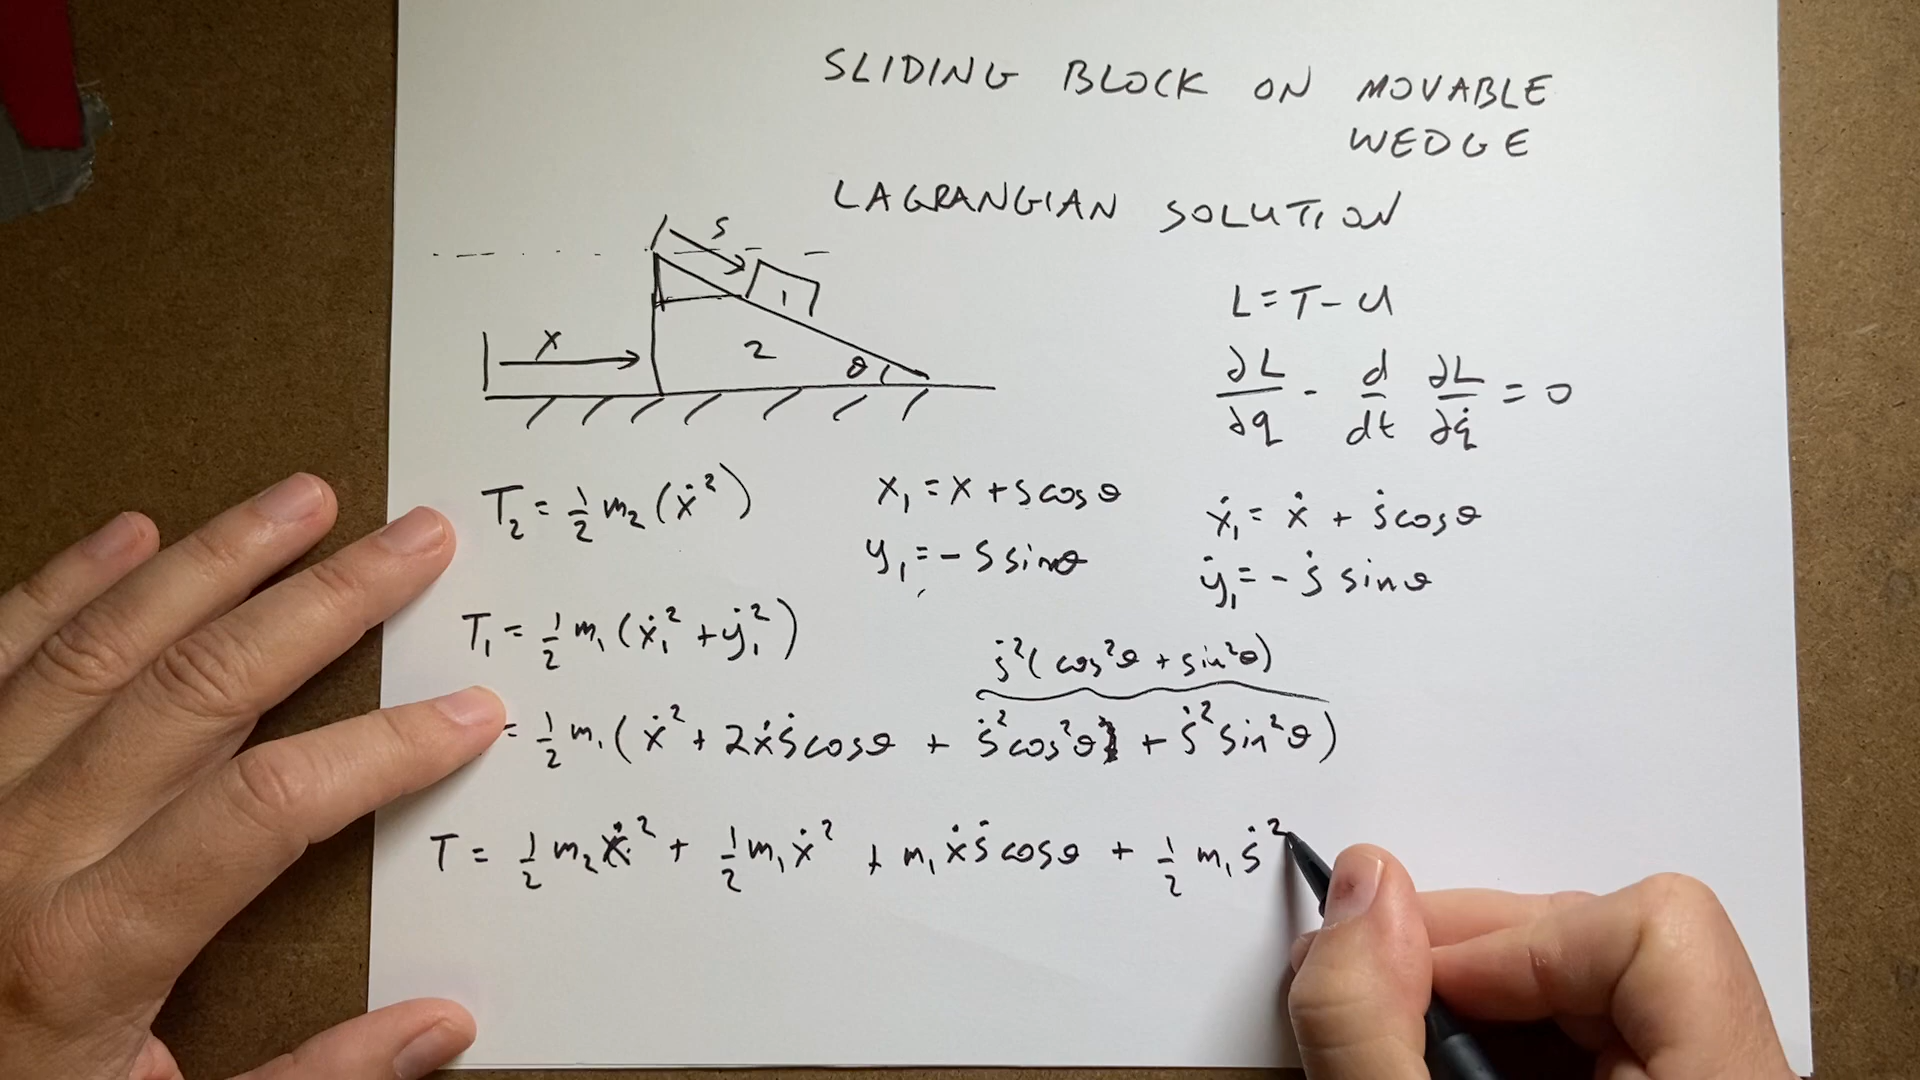 SLIDING BLOCK ON MOVABLE
WEDGE
LAGRANGIAN SOLUTION
s
1
x
2
θ
L = T - U
∂L/∂q - d/dt ∂L/∂q̇ = 0
T₂ = ½ m₂ (ẋ²)
x₁ = x + s cos θ
y₁ = - s sin θ
ẋ₁ = ẋ + ṡ cos θ
ẏ₁ = - ṡ sin θ
T₁ = ½ m₁ (ẋ₁² + ẏ₁²)
ṡ² (cos²θ + sin²θ)
= ½ m₁ (ẋ² + 2ẋṡ cos θ + ṡ² cos²θ + ṡ² sin²θ)
T = ½ m₂ ẋ² + ½ m₁ ẋ² + m₁ ẋṡ cos θ + ½ m₁ ṡ²